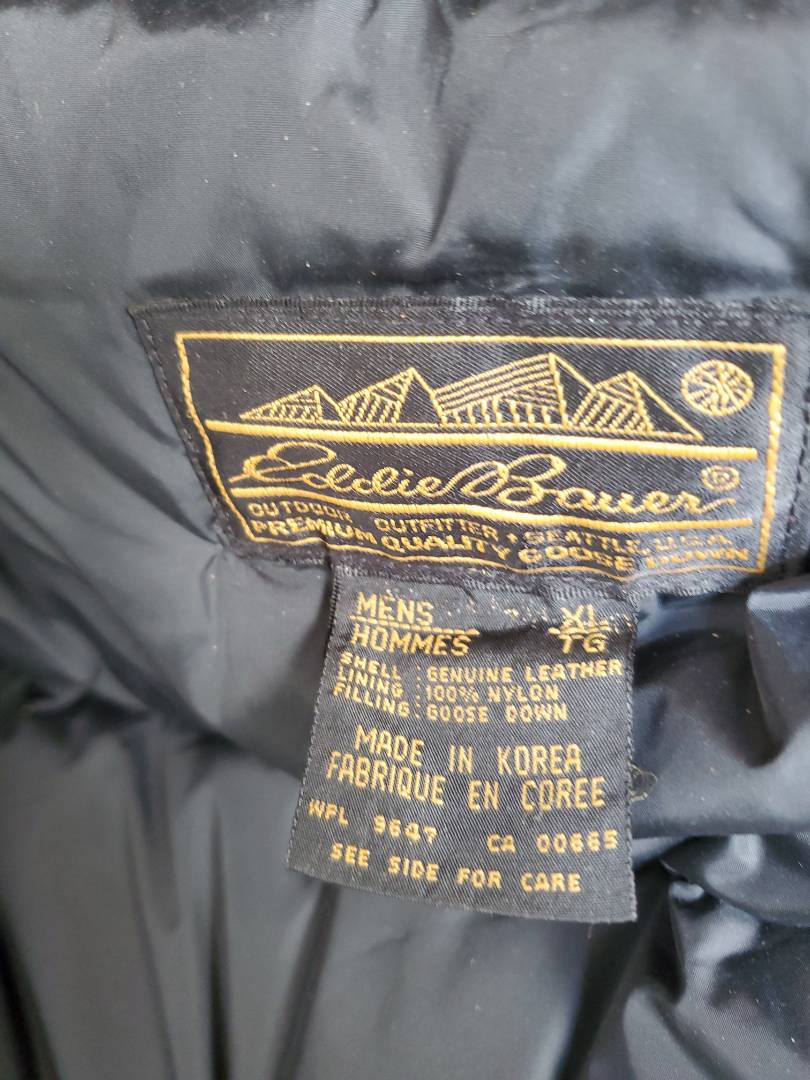 Eddie Bauer®
OUTDOOR OUTFITTER • SEATTLE, U.S.A.
PREMIUM QUALITY GOOSE DOWN
MENS XL
HOMMES TG
SHELL : GENUINE LEATHER
LINING : 100% NYLON
FILLING : GOOSE DOWN
MADE IN KOREA
FABRIQUE EN COREE
WPL 9647 CA 00665
SEE SIDE FOR CARE